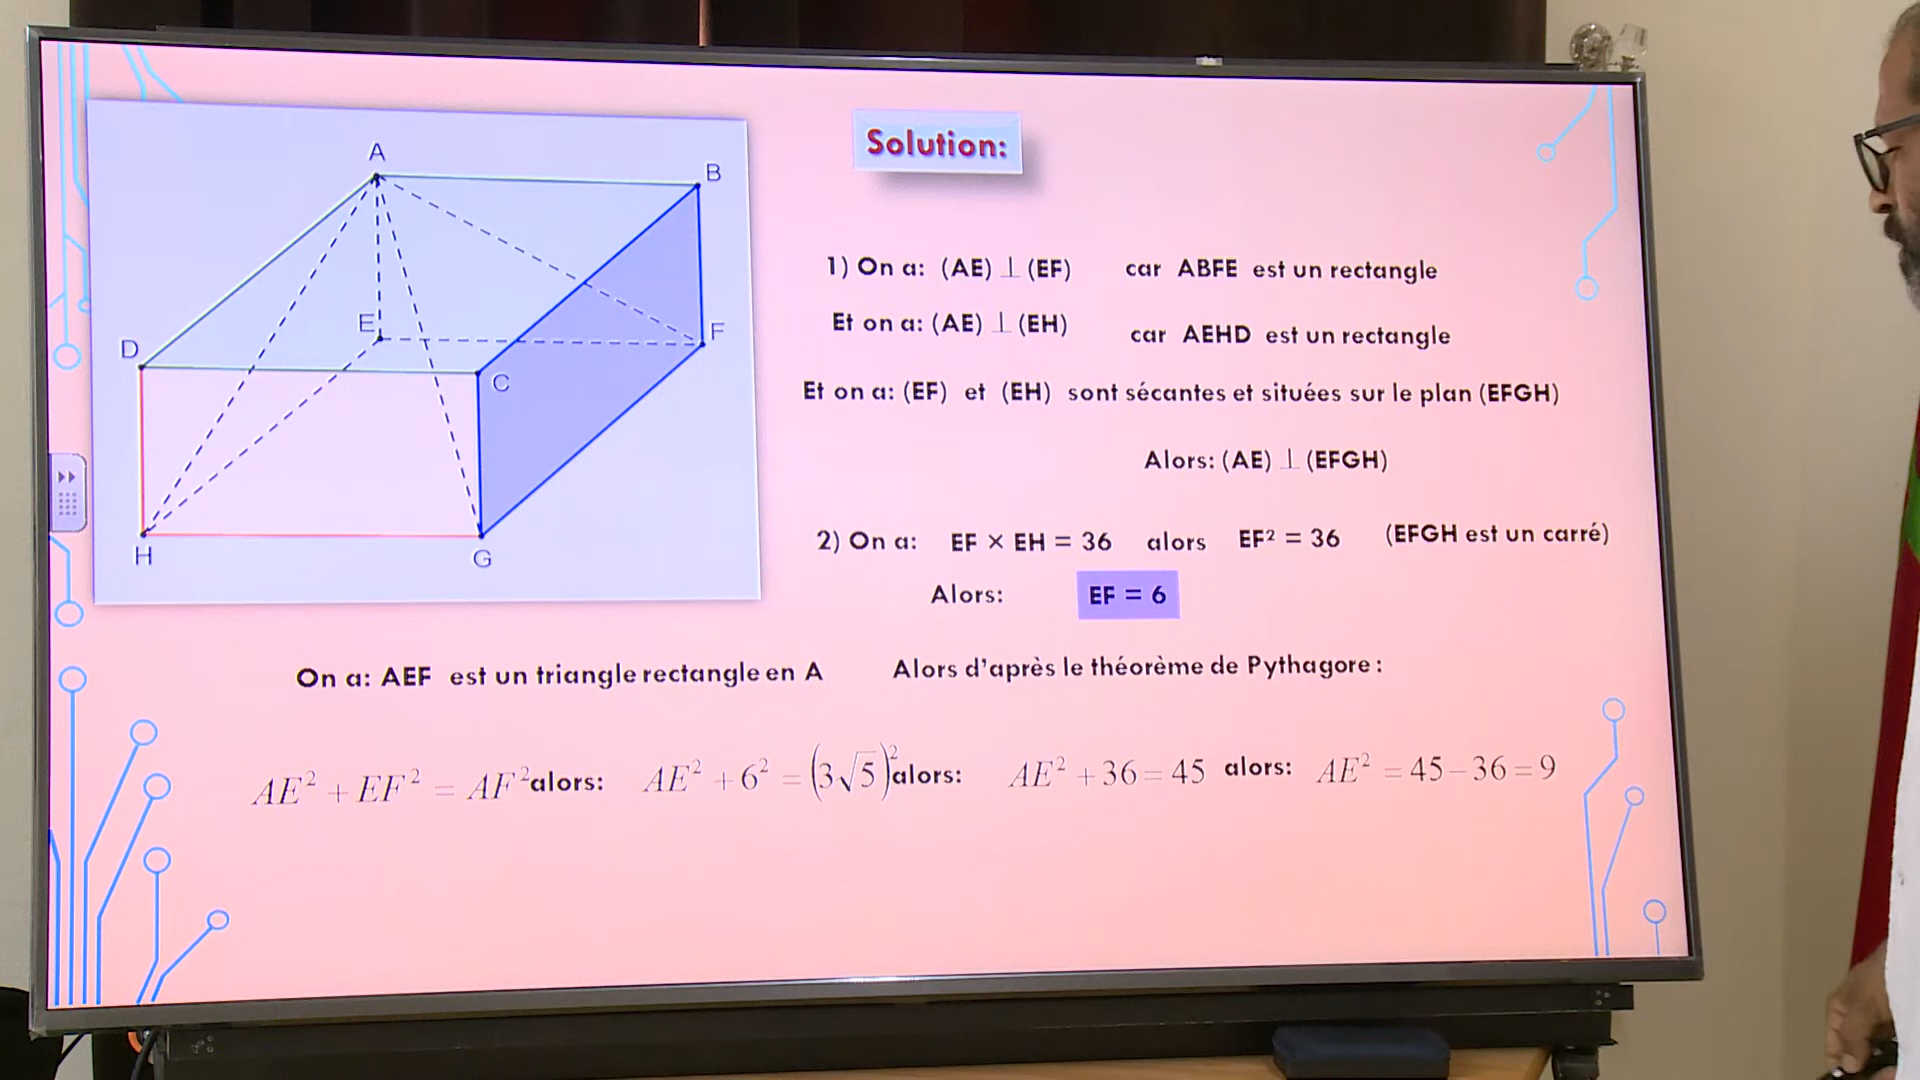 Solution:
A
B
E
F
D
C
H
G
1) On a: (AE) ⊥ (EF) car ABFE est un rectangle
Et on a: (AE) ⊥ (EH) car AEHD est un rectangle
Et on a: (EF) et (EH) sont sécantes et situées sur le plan (EFGH)
Alors: (AE) ⊥ (EFGH)
2) On a: EF × EH = 36 alors EF² = 36 (EFGH est un carré)
Alors: EF = 6
On a: AEF est un triangle rectangle en A Alors d'après le théorème de Pythagore :
AE² + EF² = AF² alors: AE² + 6² = (3√5)² alors: AE² + 36 = 45 alors: AE² = 45 − 36 = 9